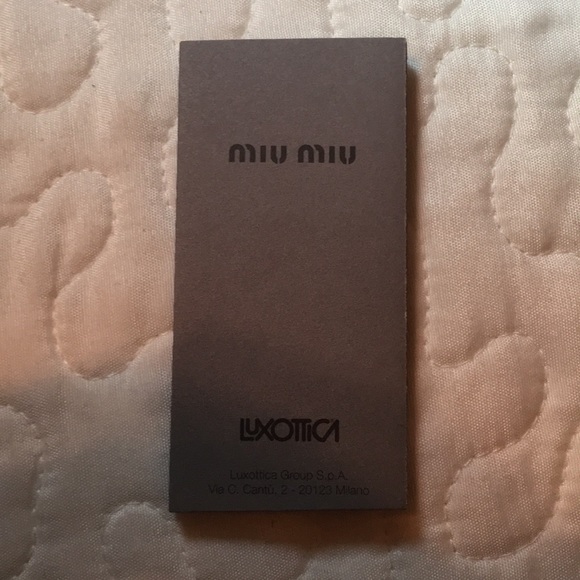 miu miu
LUXOTTICA
Luxottica Group S.p.A.
Via C. Cantù, 2 - 20123 Milano